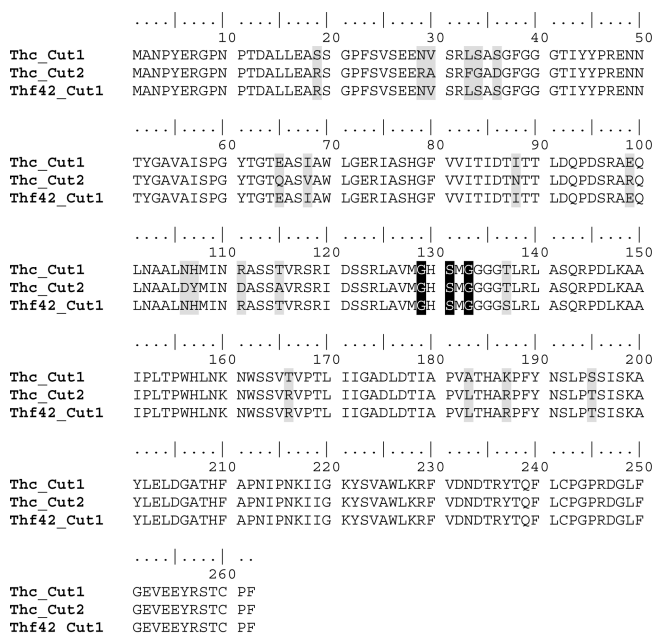 ....|....| ....|....| ....|....| ....|....| ....|....|
10 20 30 40 50
Thc_Cut1 MANPYERGPN PTDALLEASS GPFSVSEENV SRLSASGFGG GTIYYPRENN
Thc_Cut2 MANPYERGPN PTDALLEARS GPFSVSEERA SRFGADGFGG GTIYYPRENN
Thf42_Cut1 MANPYERGPN PTDALLEASS GPFSVSEENV SRLSASGFGG GTIYYPRENN
....|....| ....|....| ....|....| ....|....| ....|....|
60 70 80 90 100
Thc_Cut1 TYGAVAISPG YTGTEASIAW LGERIASHGF VVITIDTITT LDQPDSRAEQ
Thc_Cut2 TYGAVAISPG YTGTQASVAW LGERIASHGF VVITIDTNTT LDQPDSRARQ
Thf42_Cut1 TYGAVAISPG YTGTEASIAW LGERIASHGF VVITIDTITT LDQPDSRAEQ
....|....| ....|....| ....|....| ....|....| ....|....|
110 120 130 140 150
Thc_Cut1 LNAALNHMIN RASSTVRSRI DSSRLAVMGH SMGGGGTLRL ASQRPDLKAA
Thc_Cut2 LNAALDYMIN DASSAVRSRI DSSRLAVMGH SMGGGGTLRL ASQRPDLKAA
Thf42_Cut1 LNAALNHMIN RASSTVRSRI DSSRLAVMGH SMGGGGSLRL ASQRPDLKAA
....|....| ....|....| ....|....| ....|....| ....|....|
160 170 180 190 200
Thc_Cut1 IPLTPWHLNK NWSSVTVPTL IIGADLDTIA PVATHAKPFY NSLPSSISKA
Thc_Cut2 IPLTPWHLNK NWSSVRVPTL IIGADLDTIA PVLTHARPFY NSLPTSISKA
Thf42_Cut1 IPLTPWHLNK NWSSVRVPTL IIGADLDTIA PVLTHARPFY NSLPTSISKA
....|....| ....|....| ....|....| ....|....| ....|....|
210 220 230 240 250
Thc_Cut1 YLELDGATHF APNIPNKIIG KYSVAWLKRF VDNDTRYTQF LCPGPRDGLF
Thc_Cut2 YLELDGATHF APNIPNKIIG KYSVAWLKRF VDNDTRYTQF LCPGPRDGLF
Thf42_Cut1 YLELDGATHF APNIPNKIIG KYSVAWLKRF VDNDTRYTQF LCPGPRDGLF
....|....| ..
260
Thc_Cut1 GEVEEYRSTC PF
Thc_Cut2 GEVEEYRSTC PF
Thf42_Cut1 GEVEEYRSTC PF